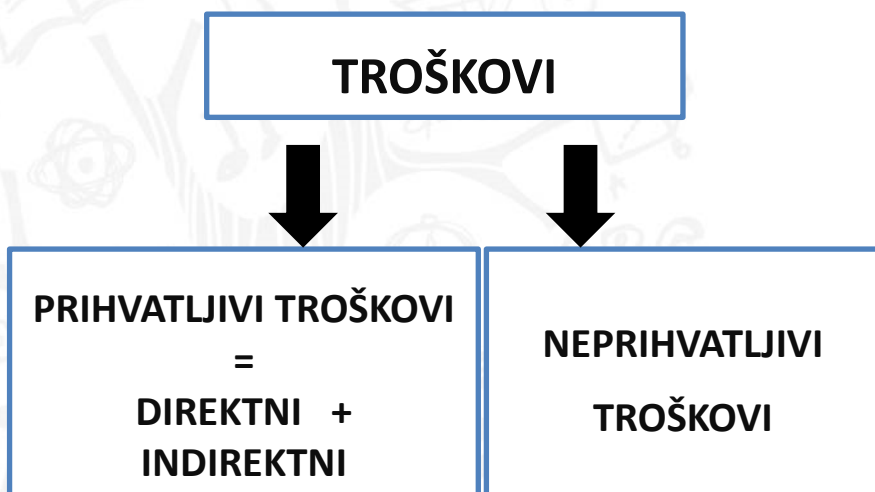 TROŠKOVI
PRIHVATLJIVI TROŠKOVI
=
DIREKTNI +
INDIREKTNI
NEPRIHVATLJIVI
TROŠKOVI